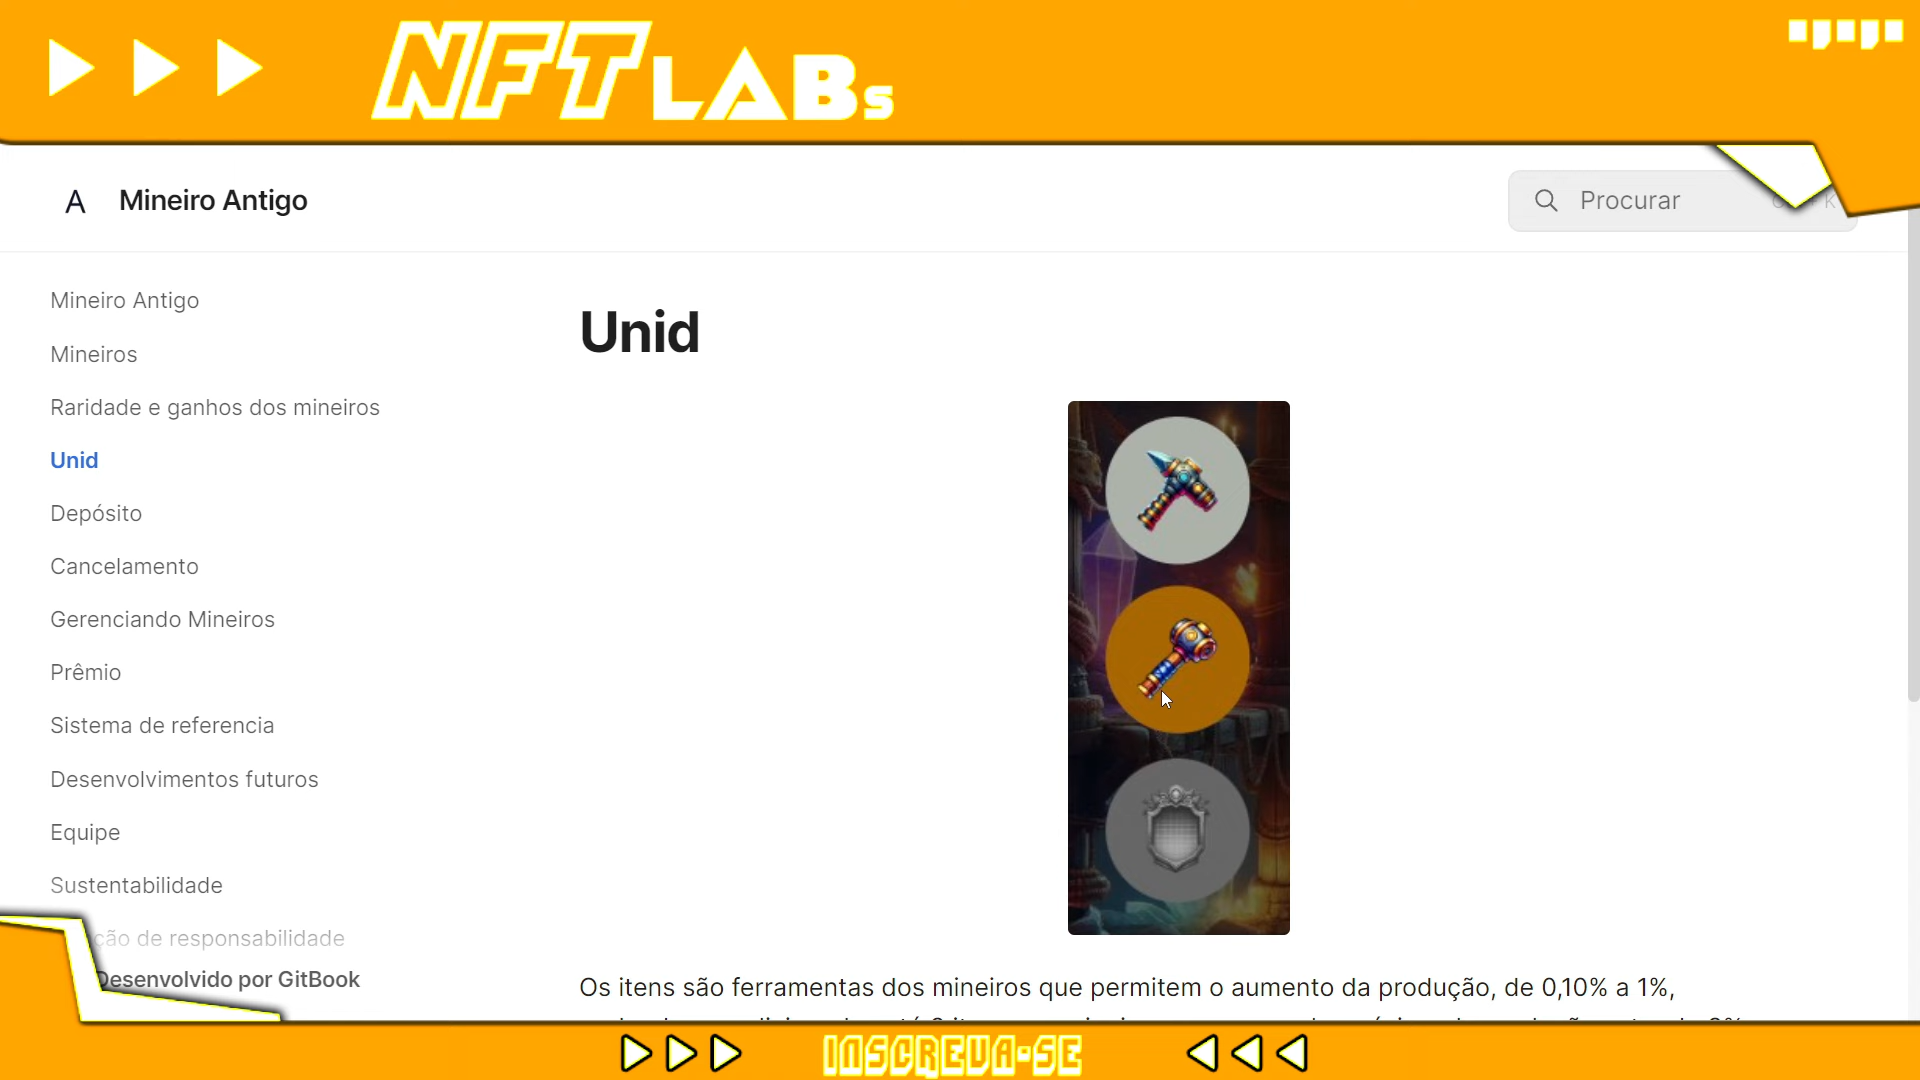 NFT LABs
A Mineiro Antigo
Procurar
Mineiro Antigo
Mineiros
Raridade e ganhos dos mineiros
Unid
Depósito
Cancelamento
Gerenciando Mineiros
Prêmio
Sistema de referencia
Desenvolvimentos futuros
Equipe
Sustentabilidade
ção de responsabilidade
Desenvolvido por GitBook
Unid
Os itens são ferramentas dos mineiros que permitem o aumento da produção, de 0,10% a 1%,
INSCREVA-SE